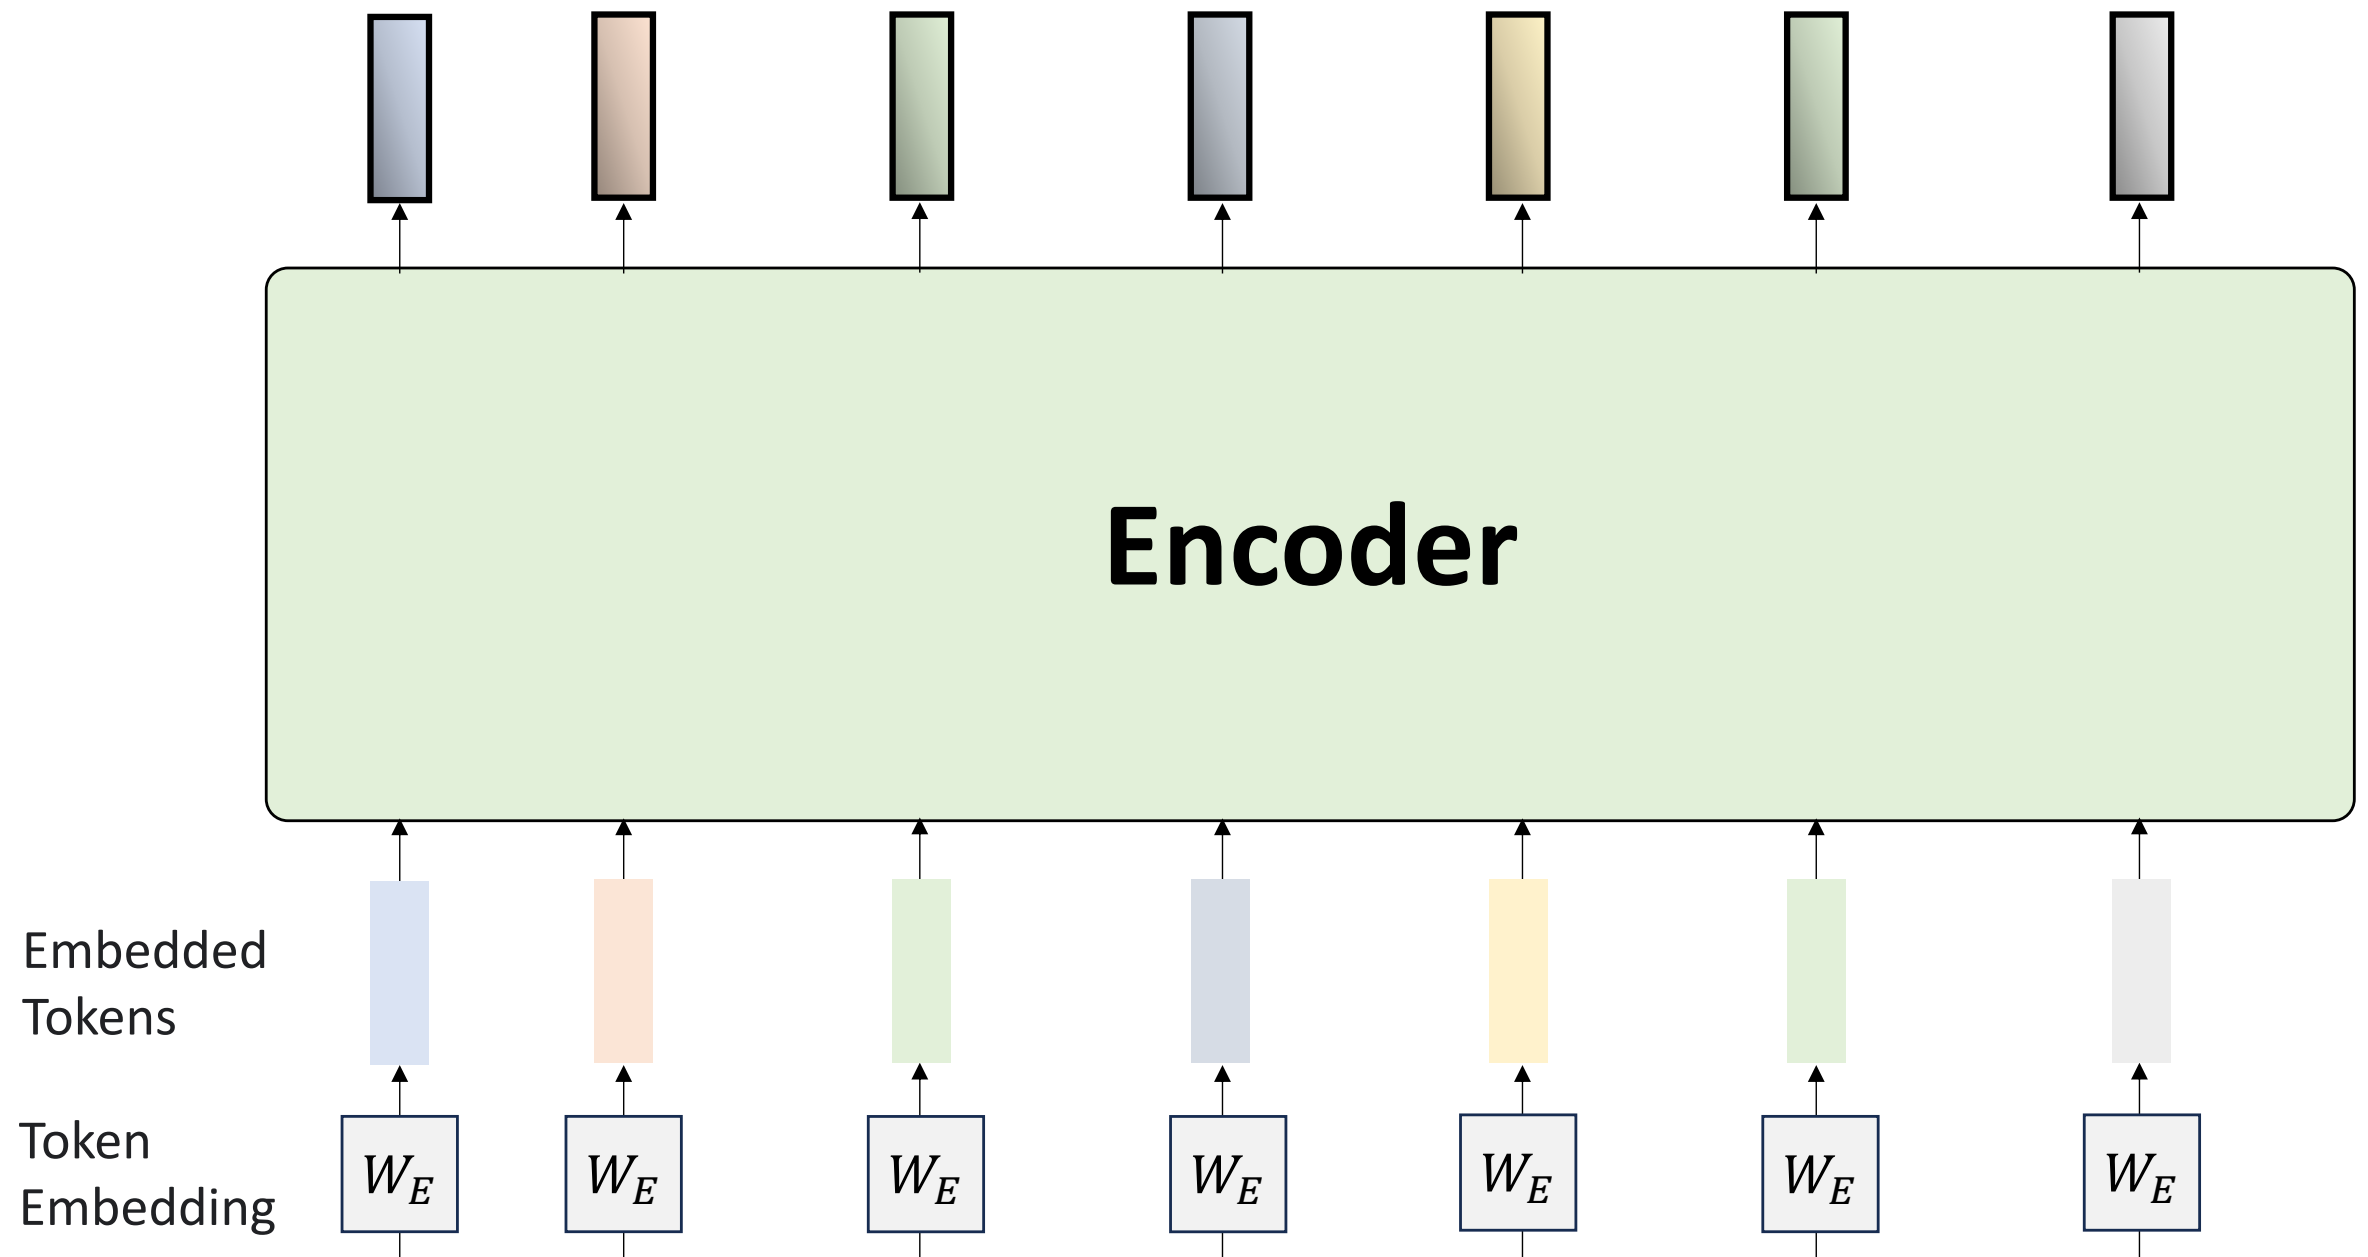 Encoder
Embedded
Tokens
Token
Embedding
W_E W_E W_E W_E W_E W_E W_E